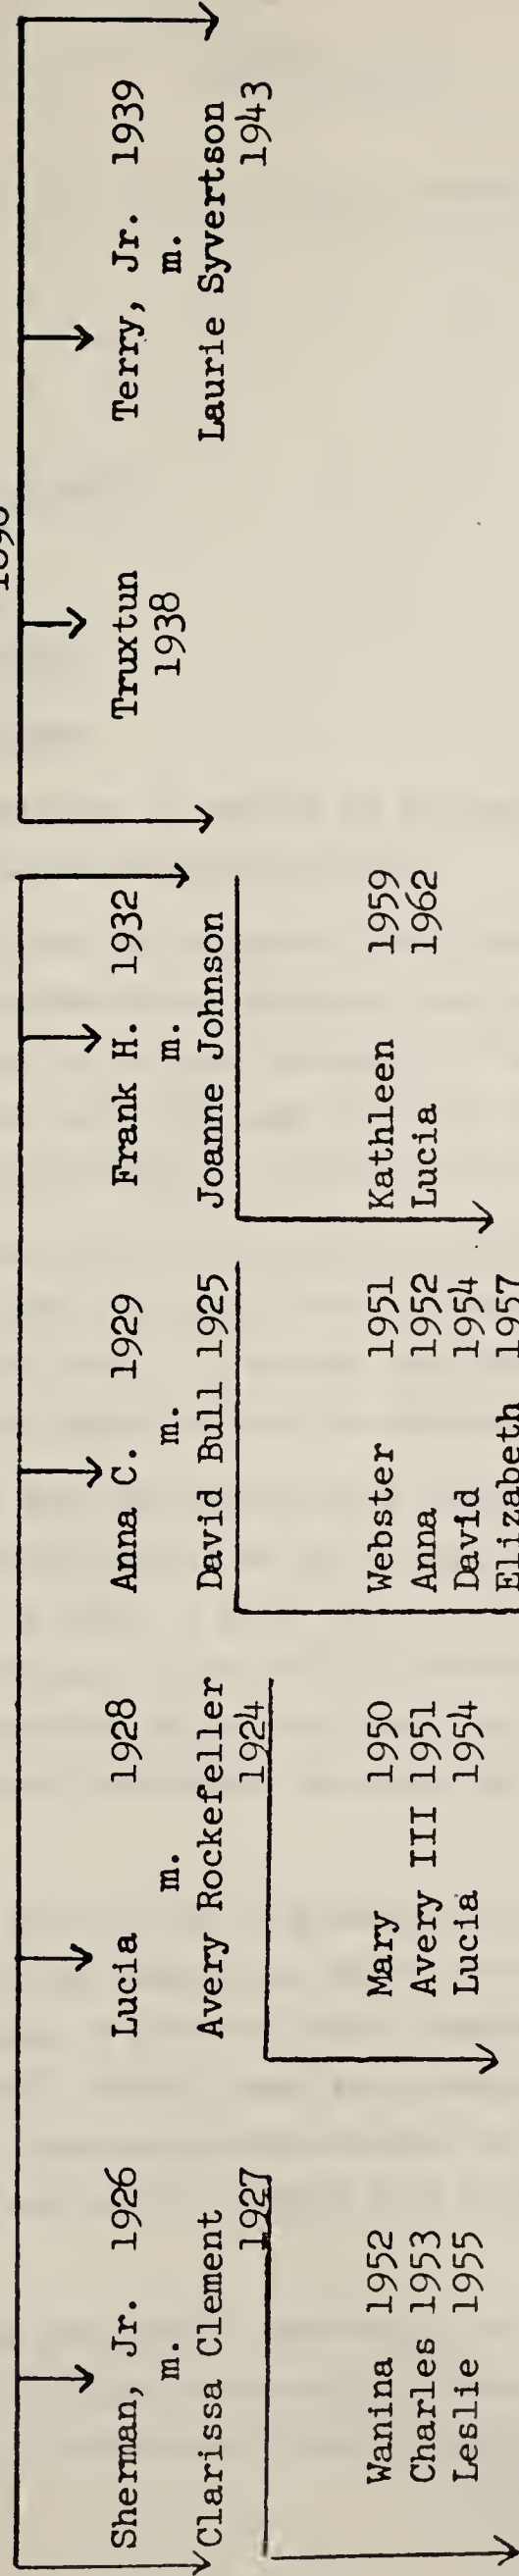 Sherman, Jr. 1926
m.
Clarissa Clement
1927
Wanina 1952
Charles 1953
Leslie 1955
Lucia 1928
m.
Avery Rockefeller
1924
Mary 1950
Avery III 1951
Lucia 1954
Anna C. 1929
m.
David Bull 1925
Webster 1951
Anna 1952
David 1954
Elizabeth 1957
Frank H. 1932
m.
Joanne Johnson
Kathleen 1959
Lucia 1962
Truxtun
1938
Terry, Jr. 1939
m.
Laurie Syvertson
1943